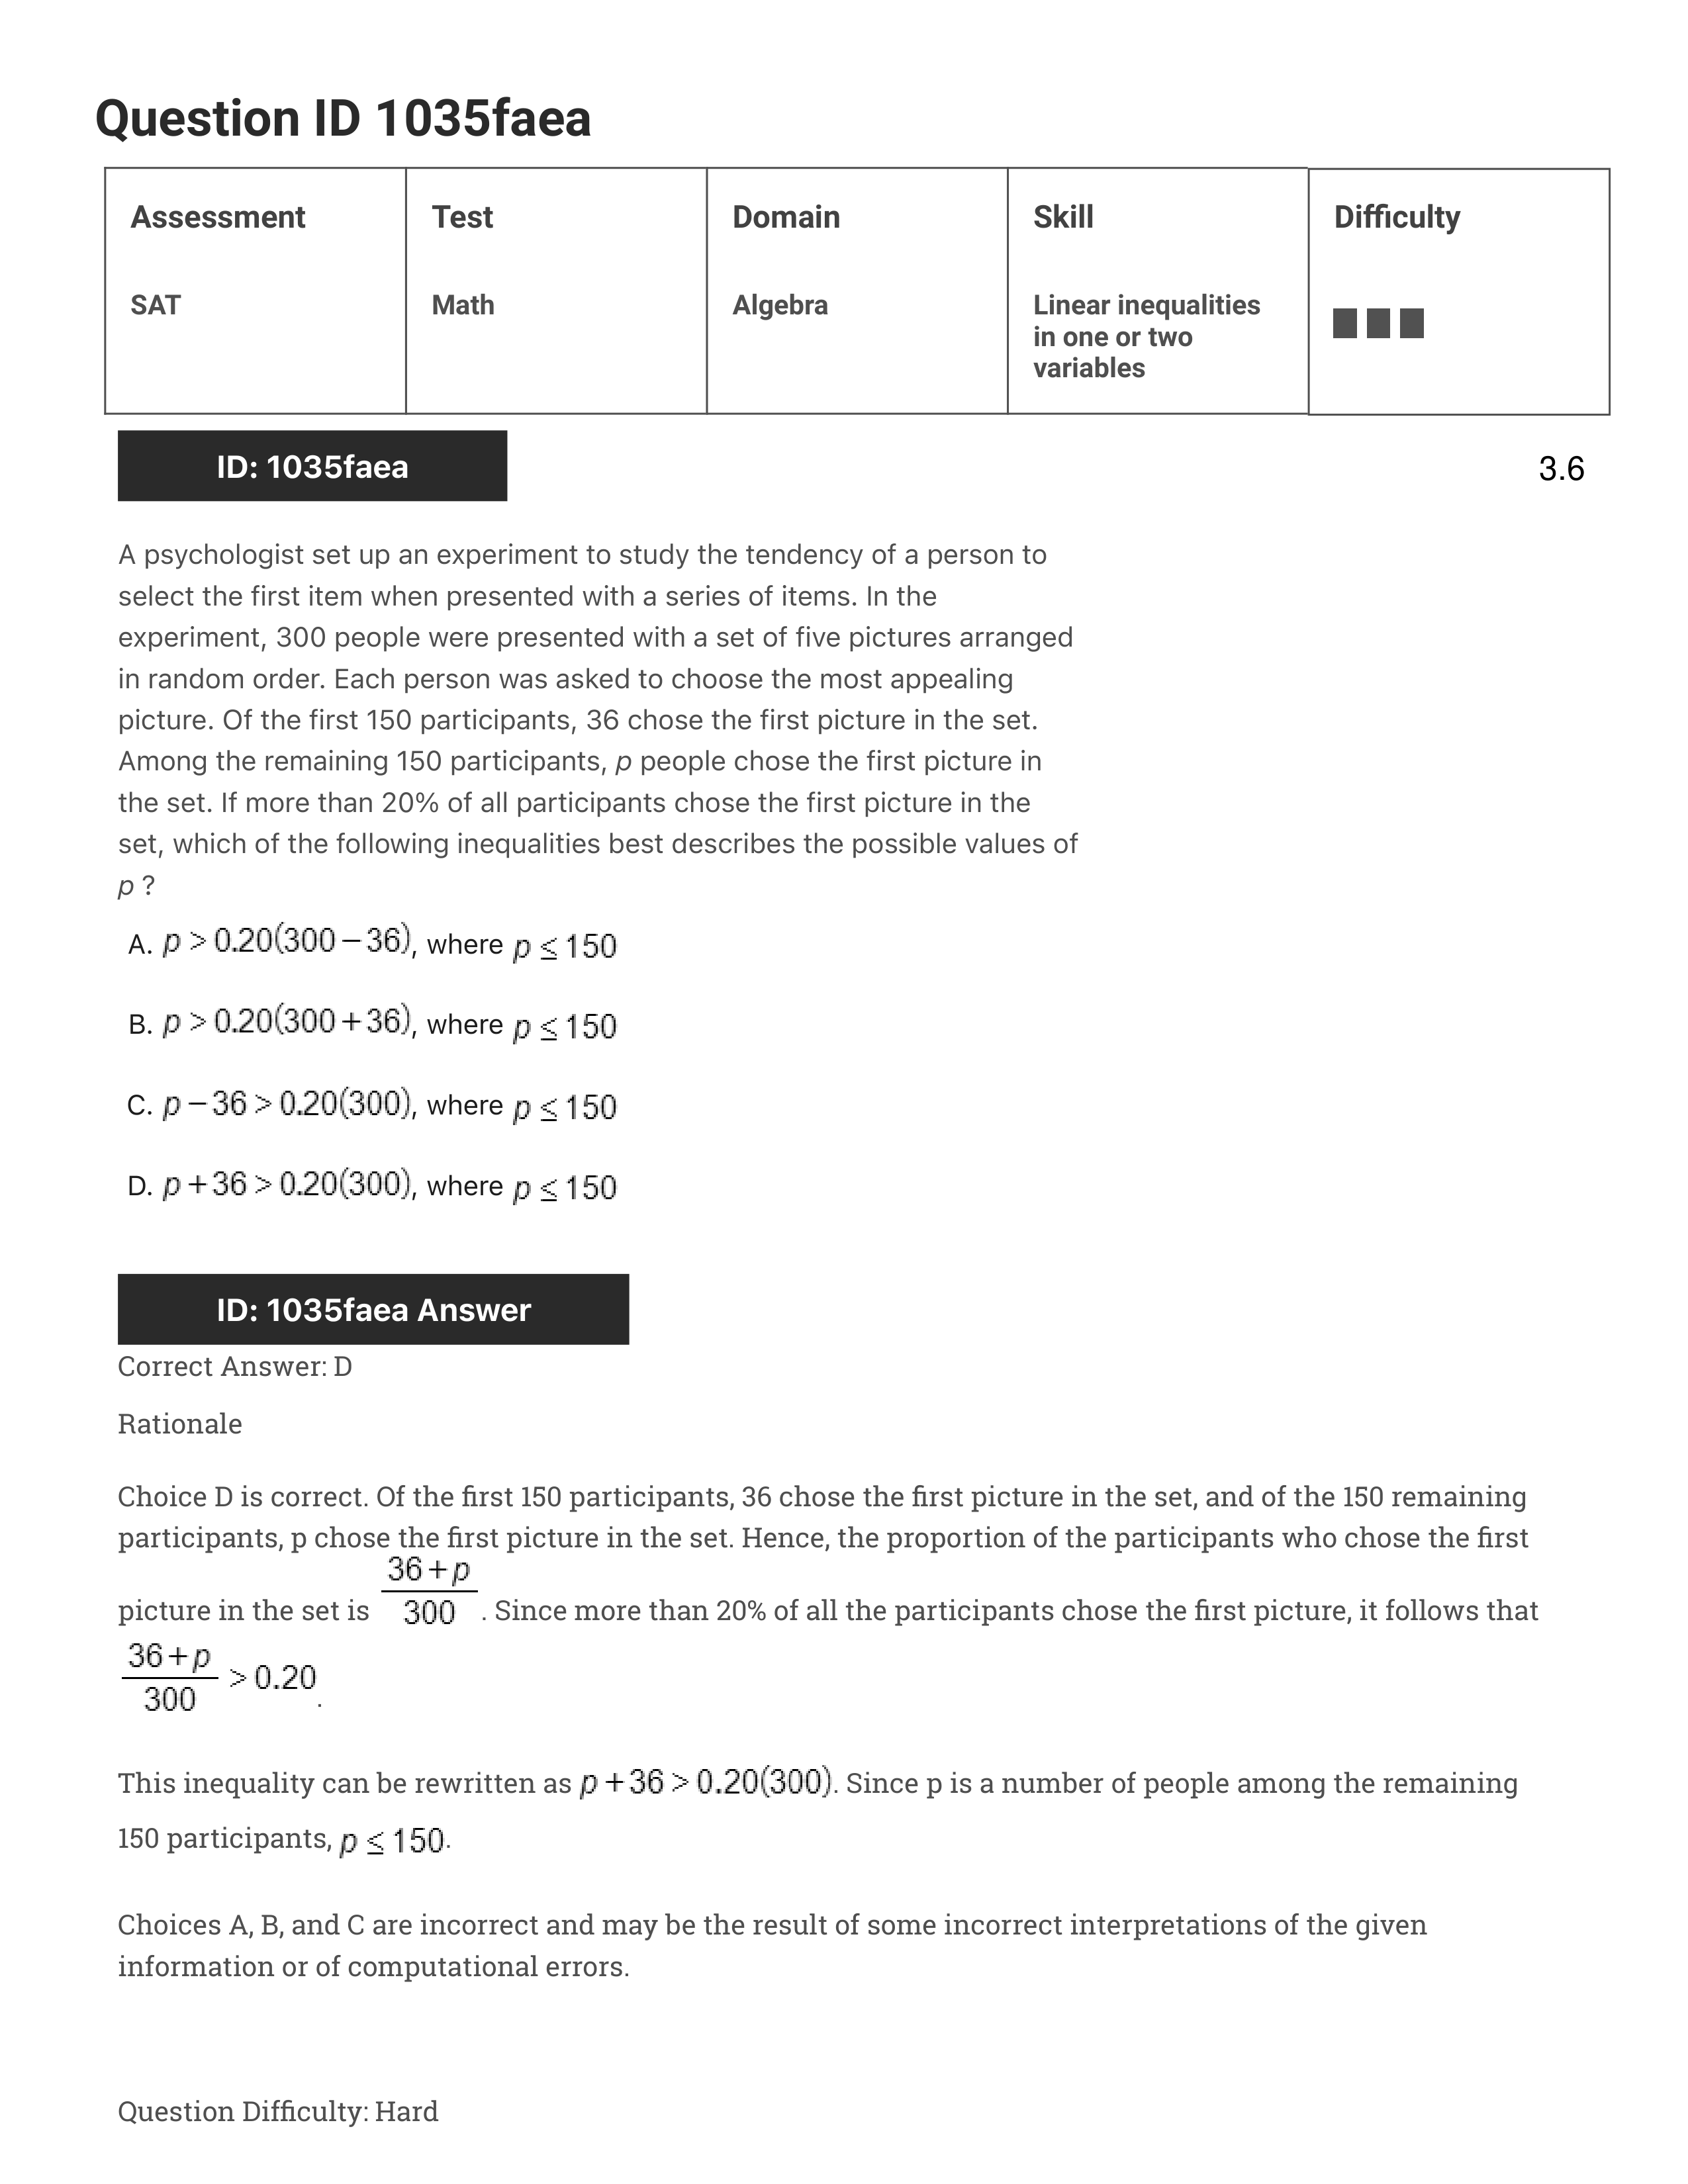 Question ID 1035faea
Assessment Test Domain Skill Difficulty
SAT Math Algebra Linear inequalities
in one or two
variables
ID: 1035faea 3.6
A psychologist set up an experiment to study the tendency of a person to
select the first item when presented with a series of items. In the
experiment, 300 people were presented with a set of five pictures arranged
in random order. Each person was asked to choose the most appealing
picture. Of the first 150 participants, 36 chose the first picture in the set.
Among the remaining 150 participants, p people chose the first picture in
the set. If more than 20% of all participants chose the first picture in the
set, which of the following inequalities best describes the possible values of
p ?
A. p > 0.20(300 − 36), where p ≤ 150
B. p > 0.20(300 + 36), where p ≤ 150
C. p − 36 > 0.20(300), where p ≤ 150
D. p + 36 > 0.20(300), where p ≤ 150
ID: 1035faea Answer
Correct Answer: D
Rationale
Choice D is correct. Of the first 150 participants, 36 chose the first picture in the set, and of the 150 remaining
participants, p chose the first picture in the set. Hence, the proportion of the participants who chose the first
picture in the set is (36 + p)/300 . Since more than 20% of all the participants chose the first picture, it follows that
(36 + p)/300 > 0.20.
This inequality can be rewritten as p + 36 > 0.20(300). Since p is a number of people among the remaining
150 participants, p ≤ 150.
Choices A, B, and C are incorrect and may be the result of some incorrect interpretations of the given
information or of computational errors.
Question Difficulty: Hard